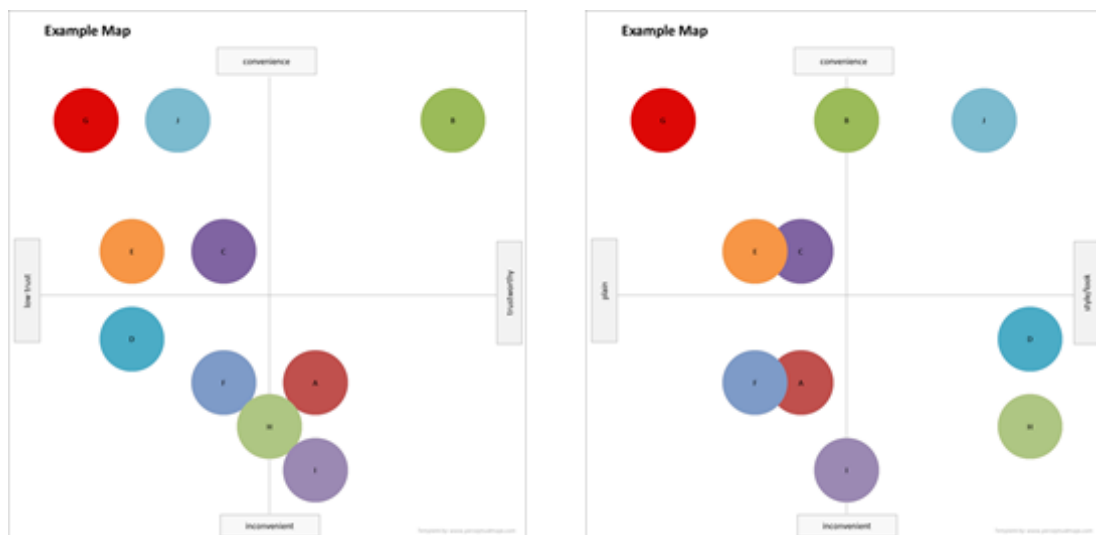 Example Map
convenience
G
J
B
E
C
low trust
trustworthy
D
F
A
H
I
inconvenient
Example Map
convenience
G
B
J
E
C
plain
style/look
D
F
A
H
I
inconvenient